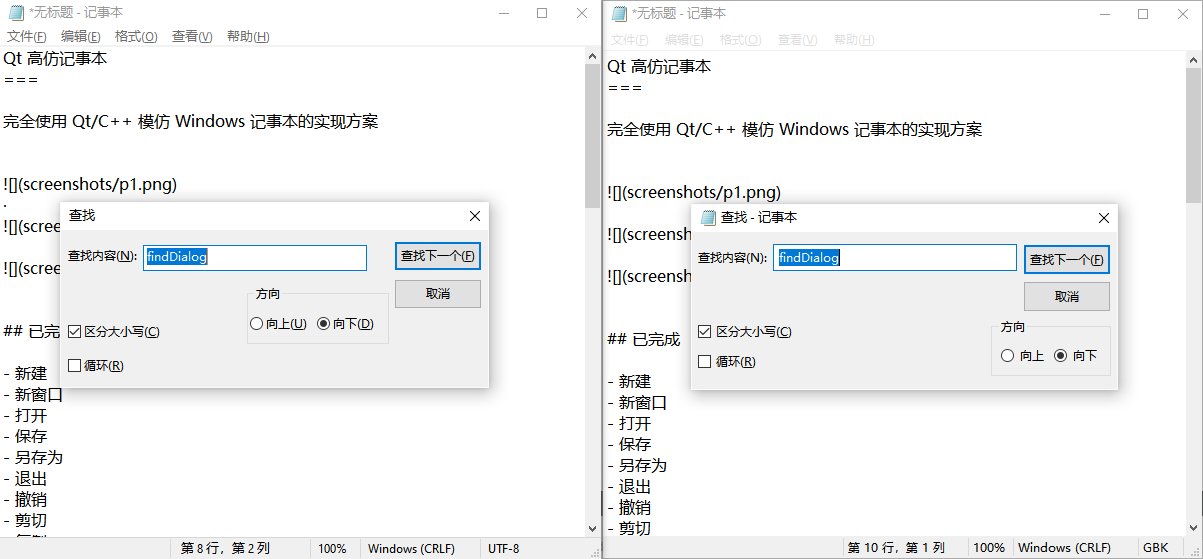 *无标题 - 记事本
文件(F) 编辑(E) 格式(O) 查看(V) 帮助(H)
Qt 高仿记事本
===
完全使用 Qt/C++ 模仿 Windows 记事本的实现方案
![](screenshots/p1.png)
.
![](scree
![](scree
## 已完
- 新建
- 新窗口
- 打开
- 保存
- 另存为
- 退出
- 撤销
- 剪切
查找
查找内容(N): findDialog 查找下一个(F)
取消
方向
向上(U) 向下(D)
区分大小写(C)
循环(R)
第 8 行，第 2 列 100% Windows (CRLF) UTF-8
*无标题 - 记事本
文件(F) 编辑(E) 格式(O) 查看(V) 帮助(H)
Qt 高仿记事本
===
完全使用 Qt/C++ 模仿 Windows 记事本的实现方案
![](screenshots/p1.png)
![](screensh
![](screensh
## 已完成
- 新建
- 新窗口
- 打开
- 保存
- 另存为
- 退出
- 撤销
- 剪切
查找 - 记事本
查找内容(N): findDialog 查找下一个(F)
取消
方向
向上 向下
区分大小写(C)
循环(R)
第 10 行，第 1 列 100% Windows (CRLF) GBK